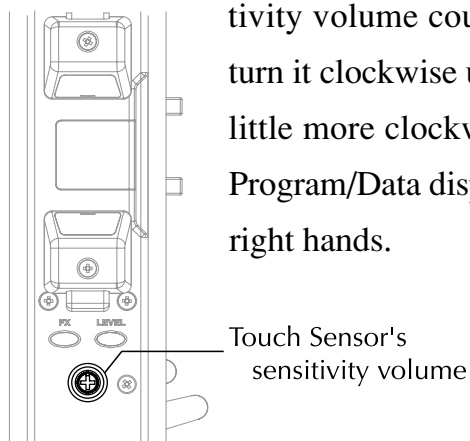 tivity volume cou
turn it clockwise u
little more clockw
Program/Data disp
right hands.
FX LEVEL
Touch Sensor's
sensitivity volume